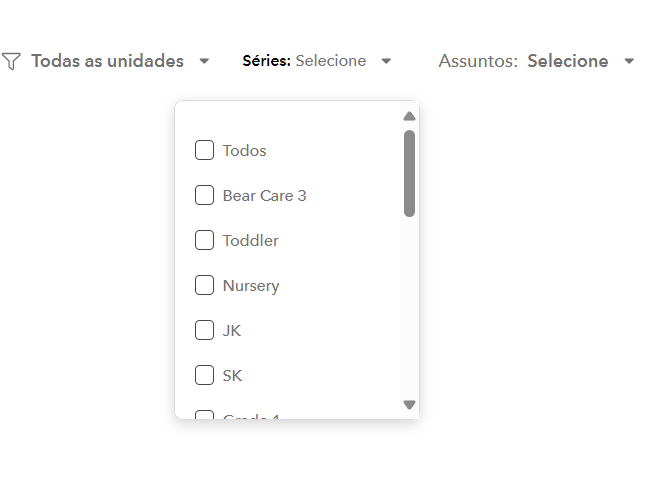 Todas as unidades Séries: Selecione Assuntos: Selecione
Todos
Bear Care 3
Toddler
Nursery
JK
SK